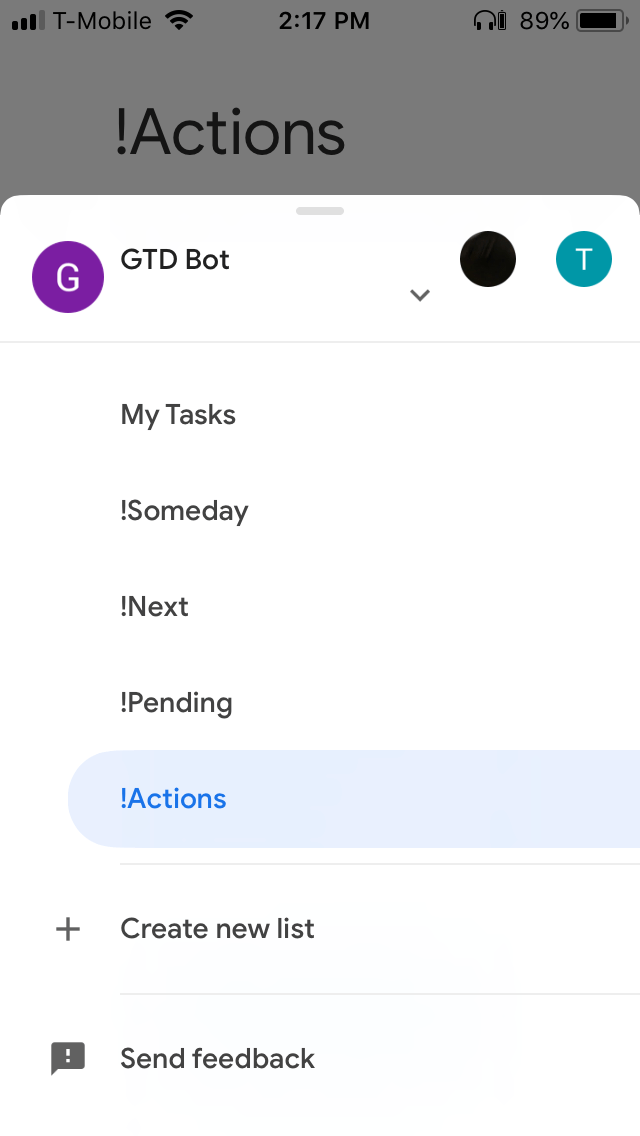 T-Mobile 2:17 PM 89%
!Actions
G GTD Bot T
My Tasks
!Someday
!Next
!Pending
!Actions
Create new list
Send feedback